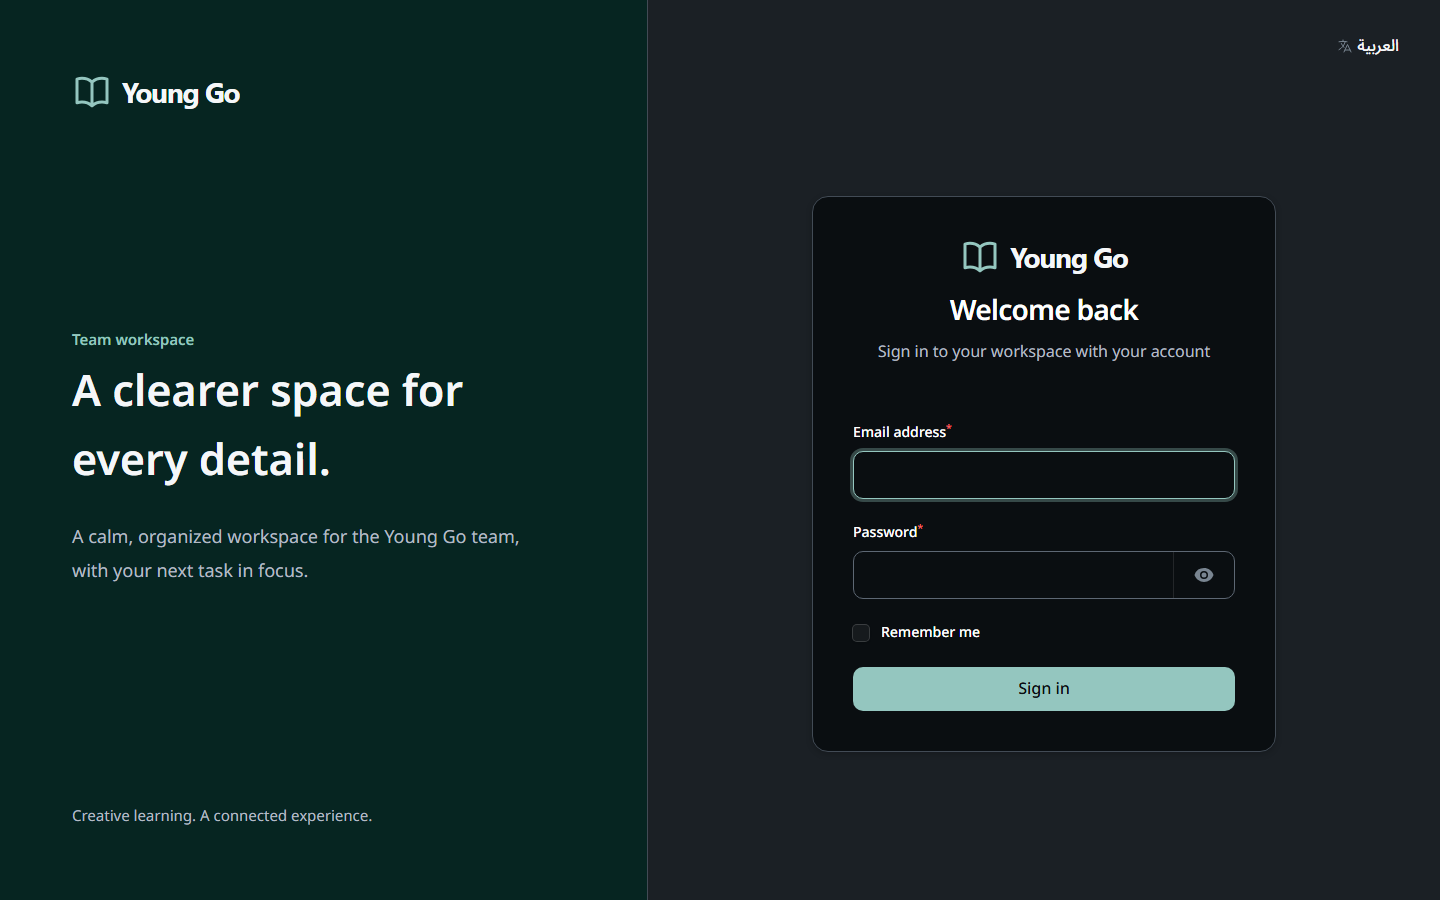 العربية
Young Go
Team workspace
A clearer space for
every detail.
A calm, organized workspace for the Young Go team,
with your next task in focus.
Creative learning. A connected experience.
Young Go
Welcome back
Sign in to your workspace with your account
Email address*
Password*
Remember me
Sign in